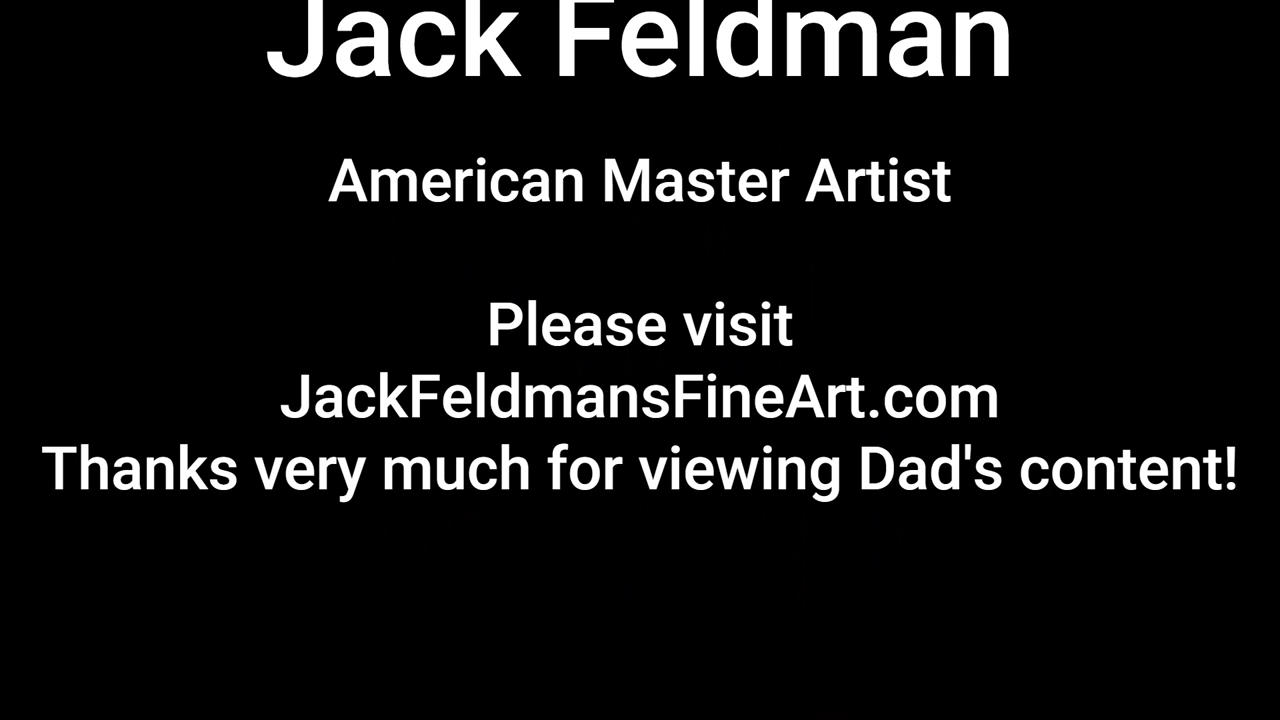 Jack Feldman
American Master Artist
Please visit
JackFeldmansFineArt.com
Thanks very much for viewing Dad's content!